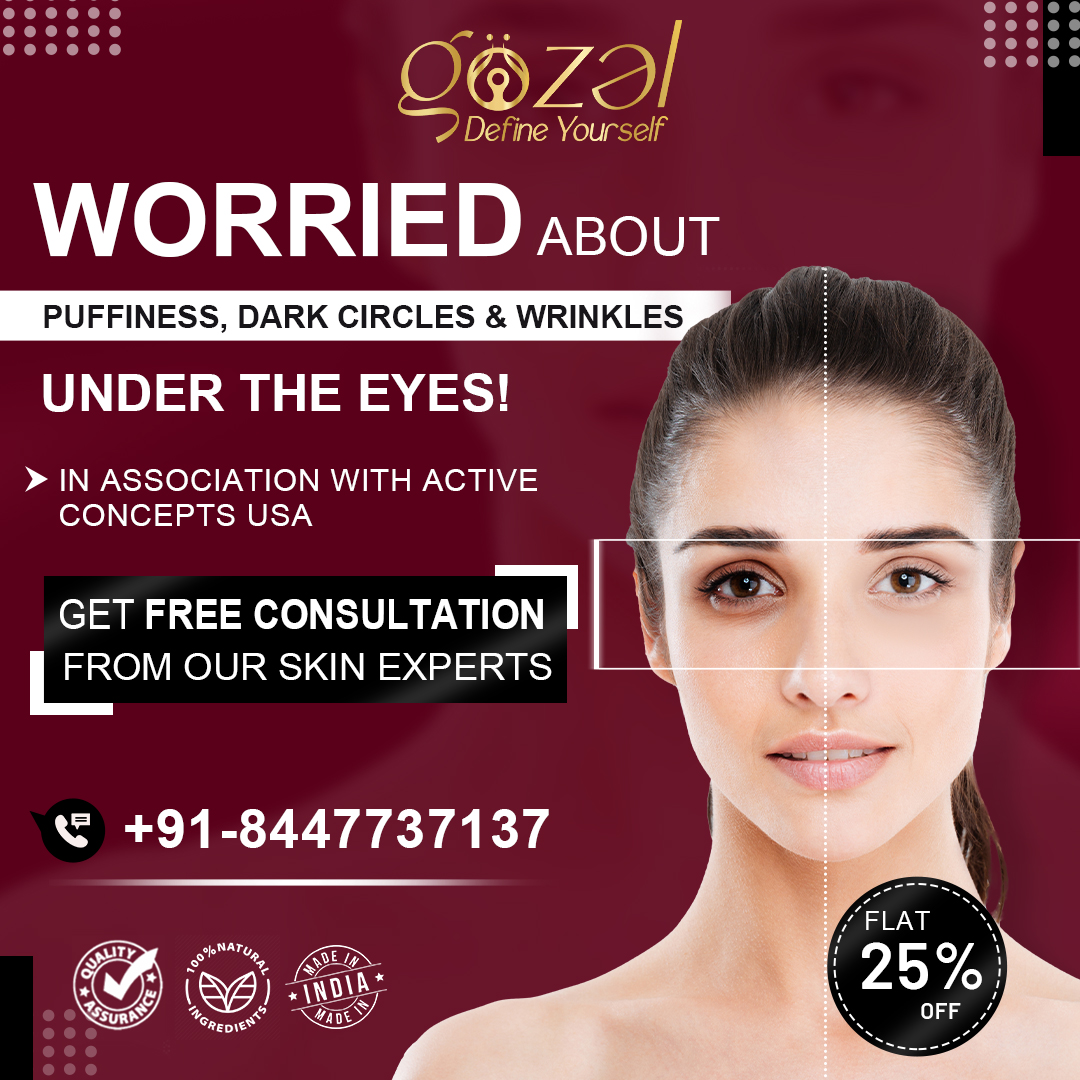 gözəl
Define Yourself
WORRIED ABOUT
PUFFINESS, DARK CIRCLES & WRINKLES
UNDER THE EYES!
IN ASSOCIATION WITH ACTIVE
CONCEPTS USA
GET FREE CONSULTATION
FROM OUR SKIN EXPERTS
+91-8447737137
QUALITY
ASSURANCE
100% NATURAL
INGREDIENTS
MADE IN
INDIA
MADE IN
FLAT
25%
OFF